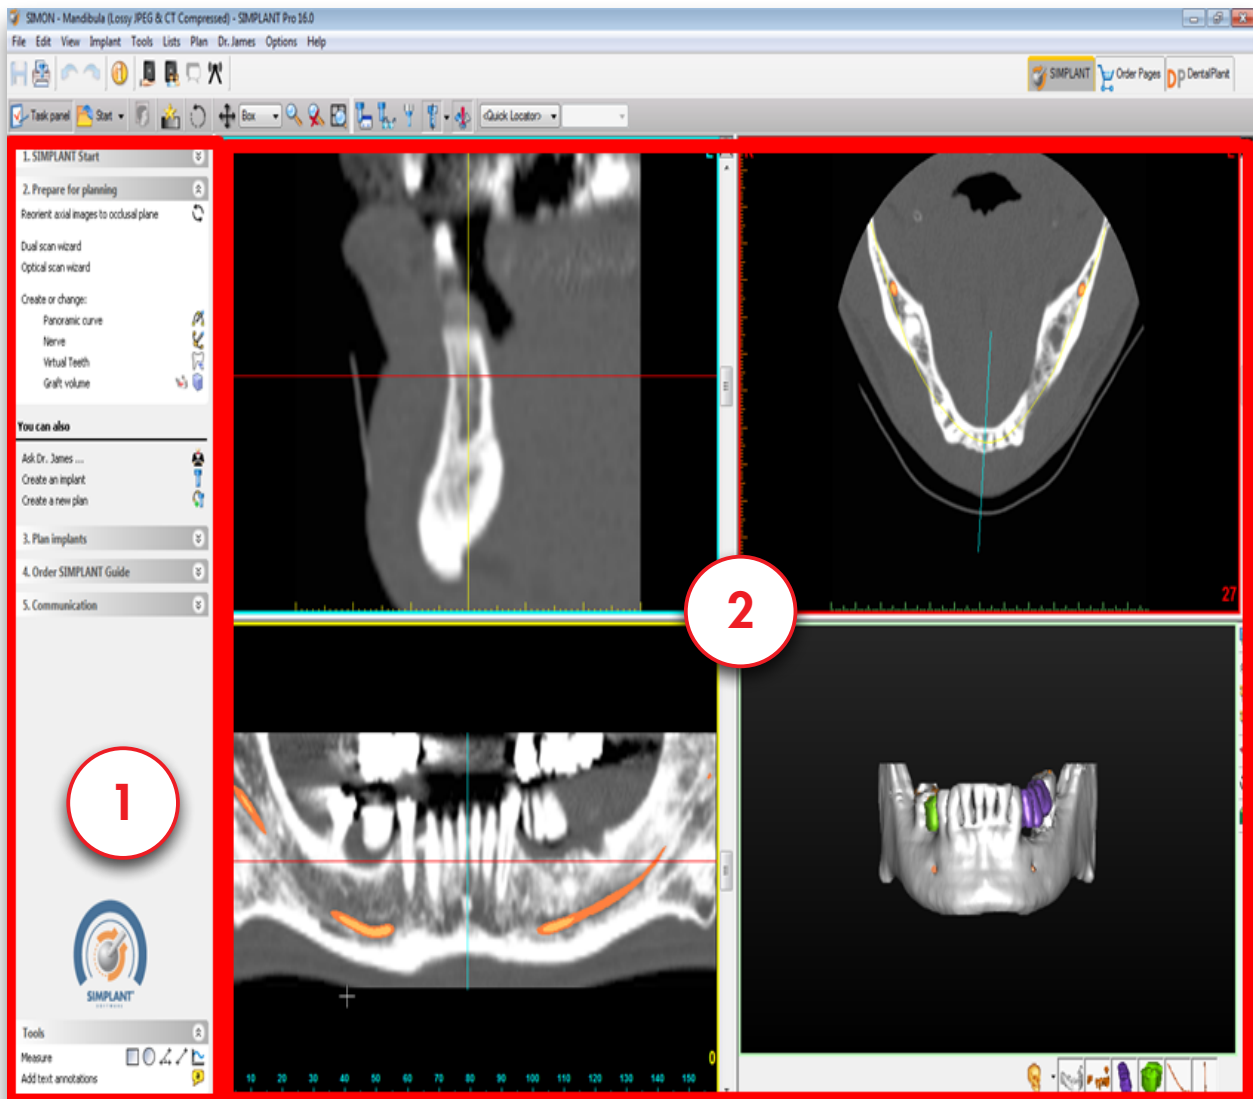 SIMON - Mandibula (Lossy JPEG & CT Compressed) - SIMPLANT Pro 16.0
File Edit View Implant Tools Lists Plan Dr. James Options Help
SIMPLANT Order Pages DentalPlanit
Task panel Start Box <Quick Locator>
1. SIMPLANT Start
2. Prepare for planning
Reorient axial images to occlusal plane
Dual scan wizard
Optical scan wizard
Create or change:
Panoramic curve
Nerve
Virtual Teeth
Graft volume
You can also
Ask Dr. James ...
Create an implant
Create a new plan
3. Plan implants
4. Order SIMPLANT Guide
5. Communication
27
2
1
SIMPLANT
SOFTWARE
Tools
Measure
Add text annotations
0
10 20 30 40 50 60 70 80 90 100 110 120 130 140 150